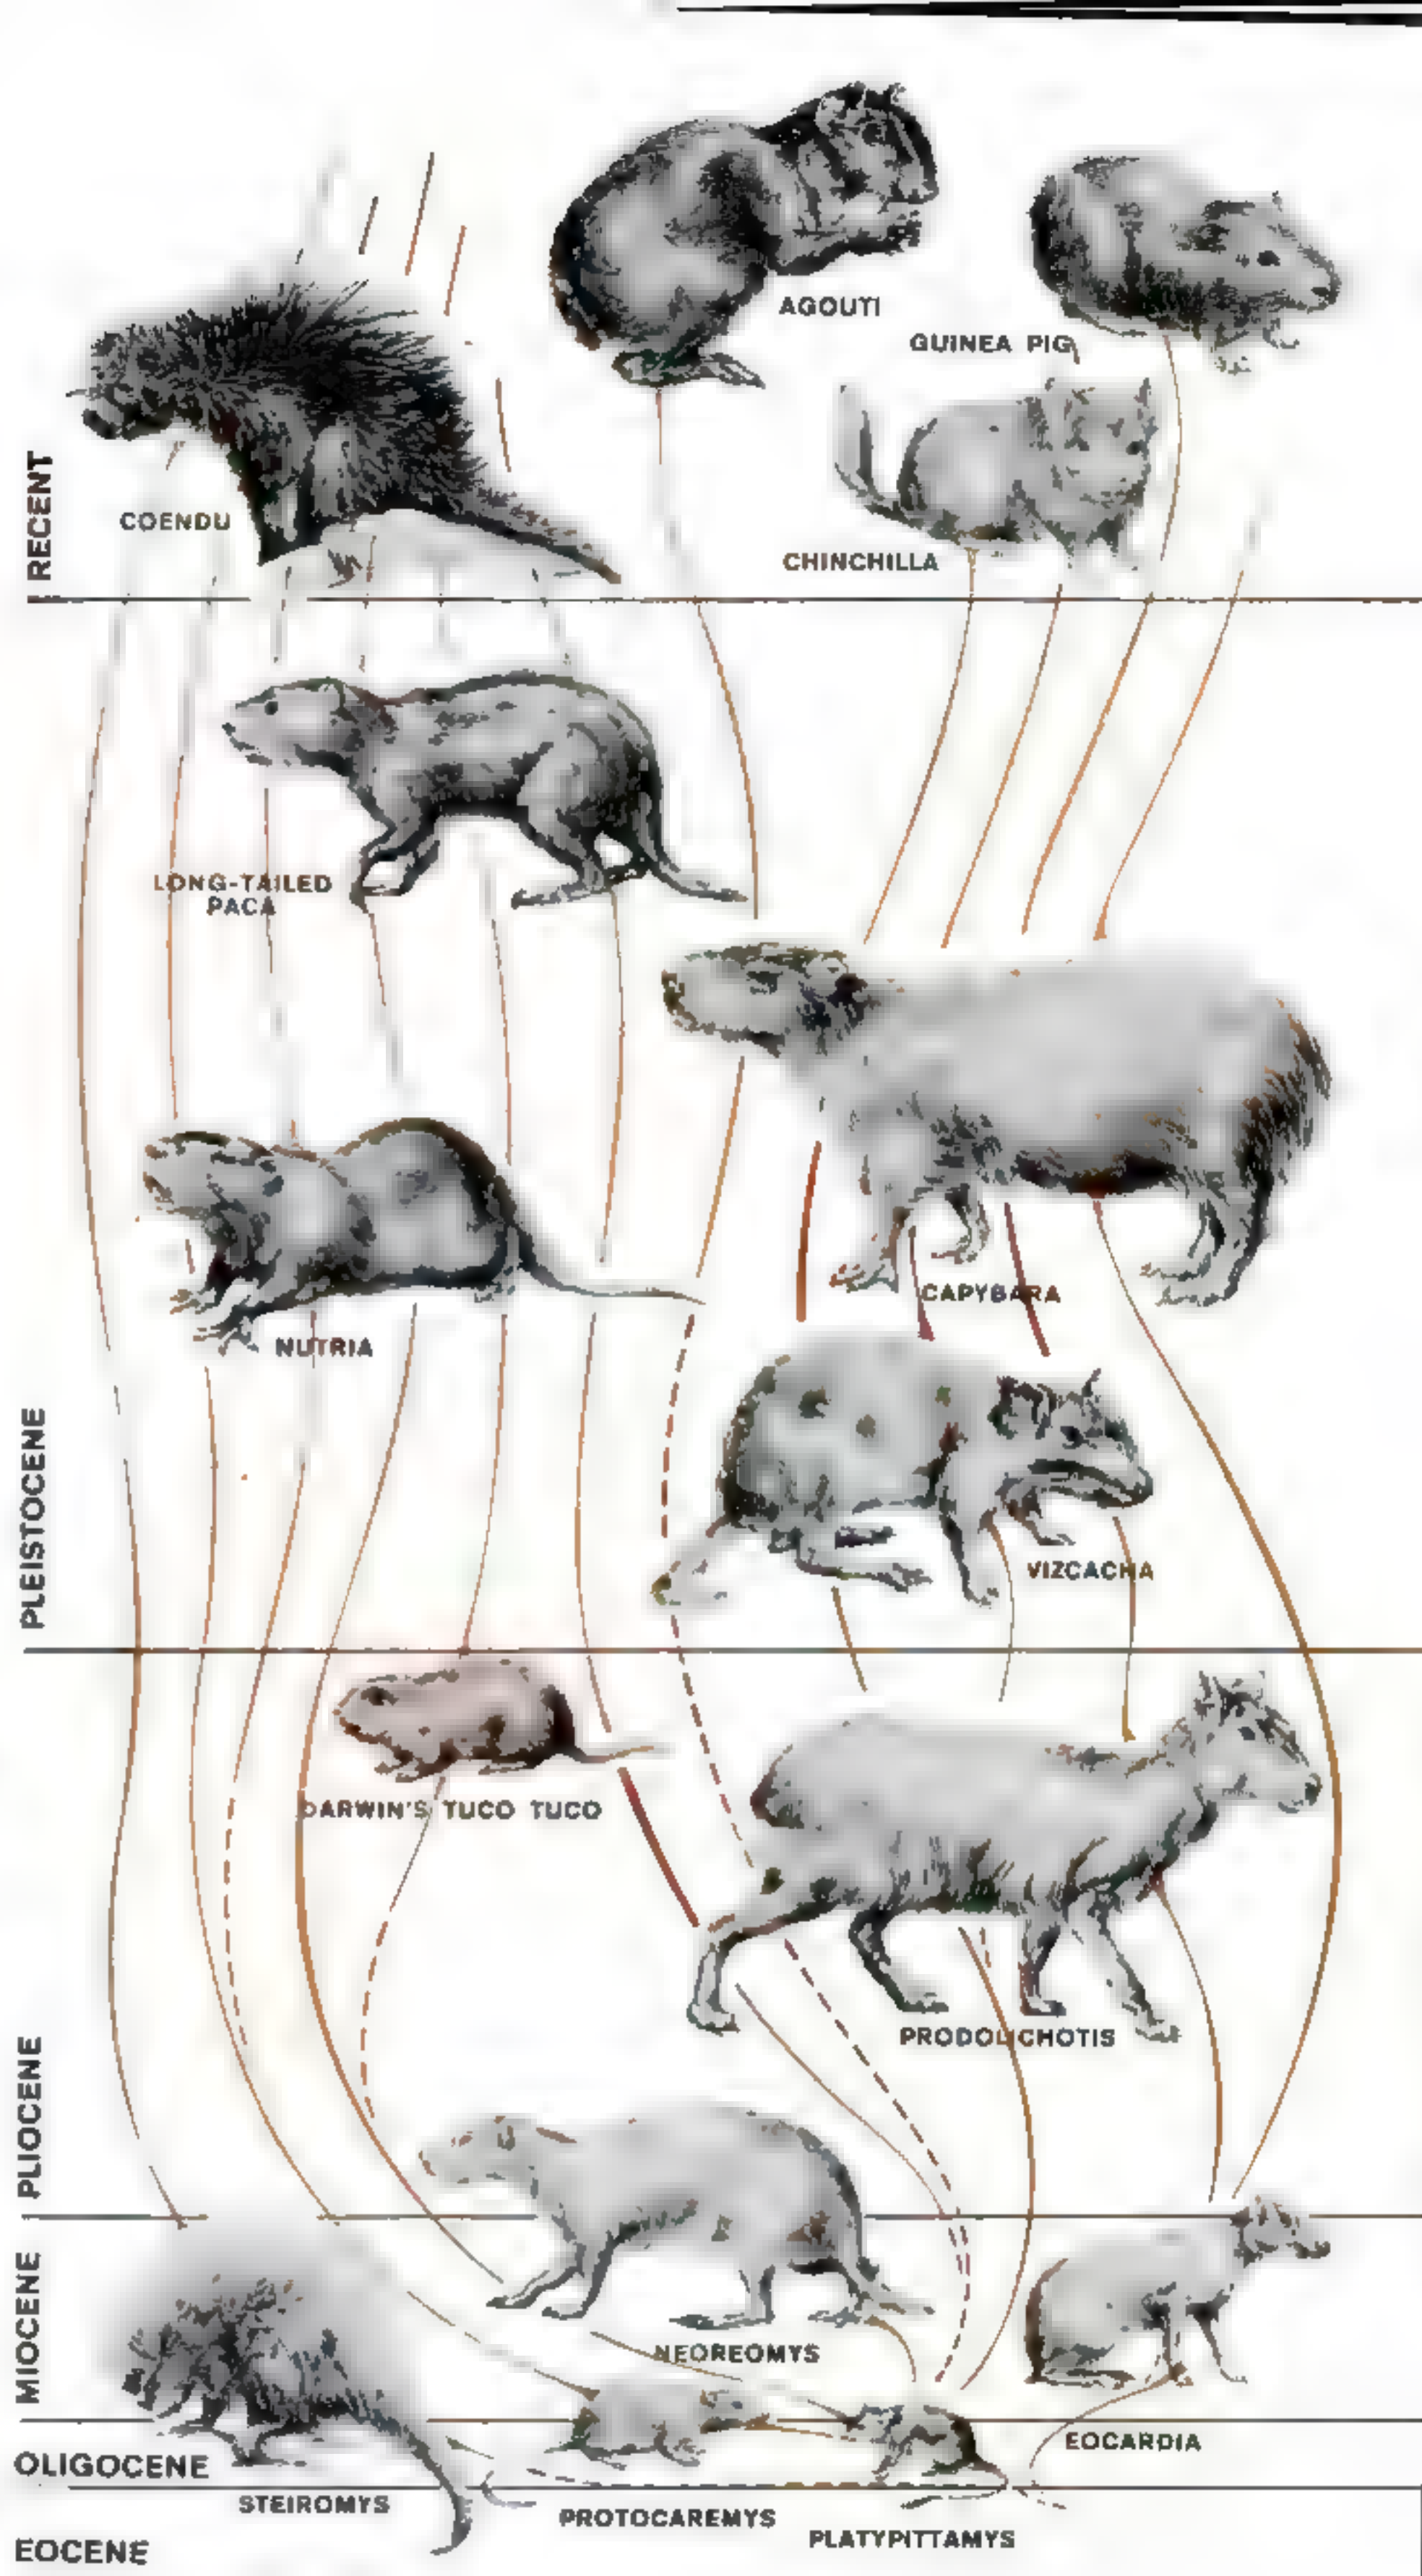 AGOUTI
GUINEA PIG
RECENT
COENDU
CHINCHILLA
LONG-TAILED
PACA
CAPYBARA
NUTRIA
PLEISTOCENE
VIZCACHA
DARWIN'S TUCO TUCO
PRODOLICHOTIS
PLIOCENE
MIOCENE
NEOREOMYS
EOCARDIA
OLIGOCENE
STEIROMYS
PROTOCAREMYS
PLATYPITTAMYS
EOCENE